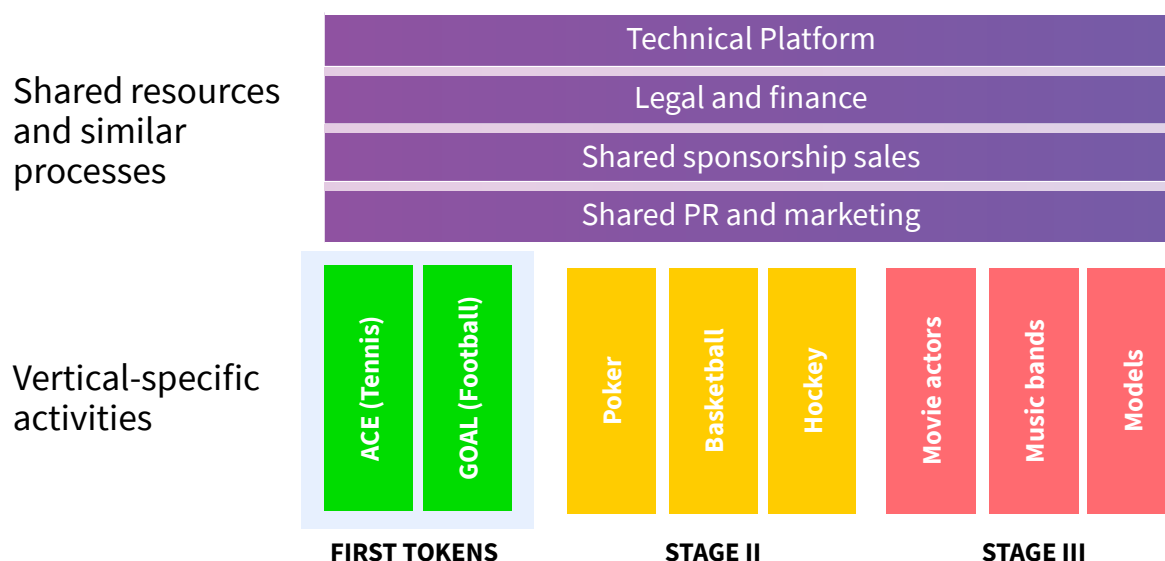 Technical Platform
Shared resources
and similar
processes
Legal and finance
Shared sponsorship sales
Shared PR and marketing
Vertical-specific
activities
ACE (Tennis)
GOAL (Football)
Poker
Basketball
Hockey
Movie actors
Music bands
Models
FIRST TOKENS
STAGE II
STAGE III